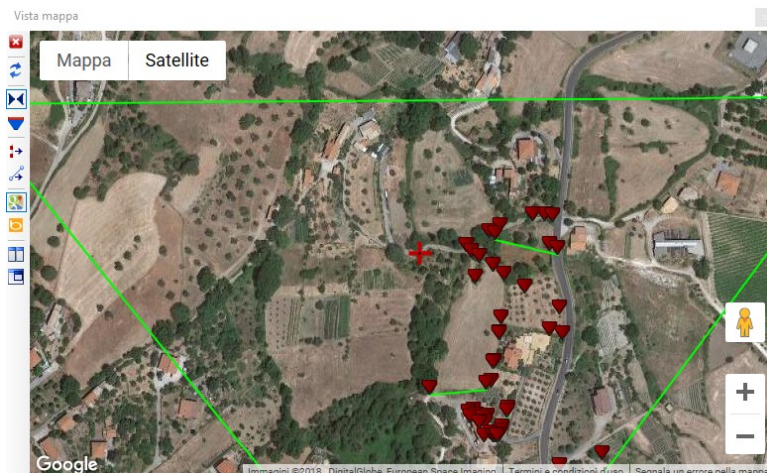 Vista mappa
Mappa
Satellite
Google
Immagini ©2018 , DigitalGlobe, European Space Imaging
Termini e condizioni d'uso
Segnala un errore nella mappa